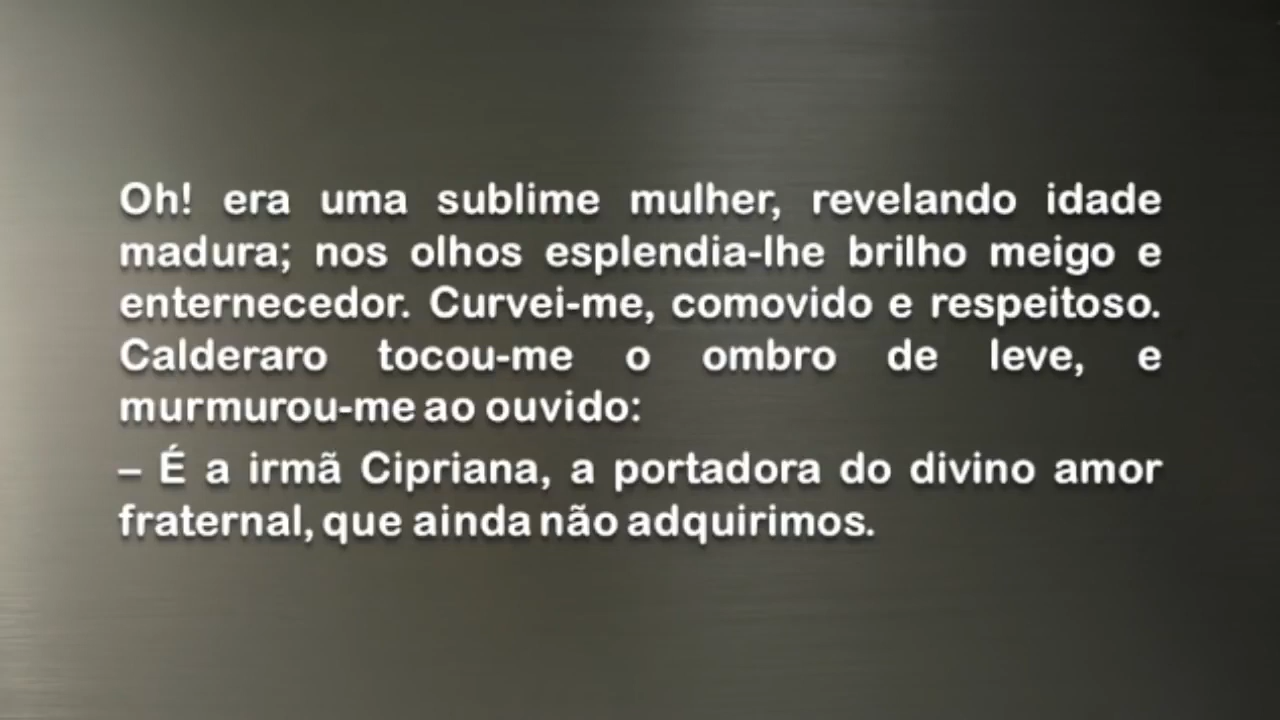 Oh! era uma sublime mulher, revelando idade
madura; nos olhos esplendia-lhe brilho meigo e
enternecedor. Curvei-me, comovido e respeitoso.
Calderaro tocou-me o ombro de leve, e
murmurou-me ao ouvido:
– É a irmã Cipriana, a portadora do divino amor
fraternal, que ainda não adquirimos.